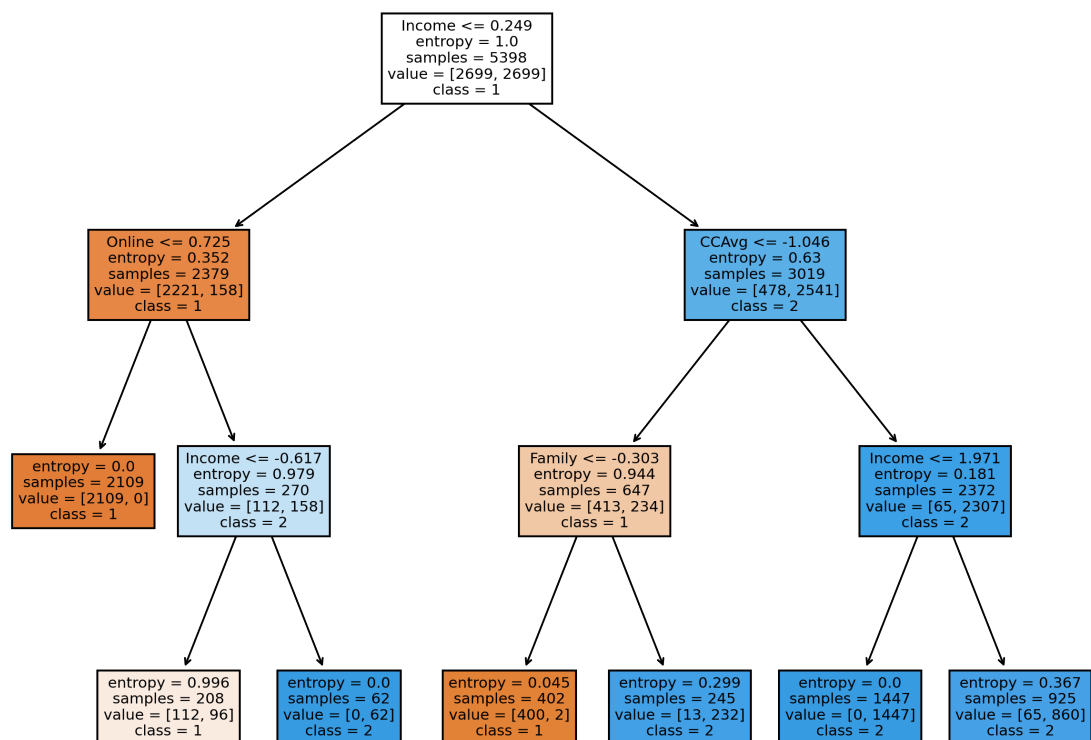 Income <= 0.249
entropy = 1.0
samples = 5398
value = [2699, 2699]
class = 1
Online <= 0.725
entropy = 0.352
samples = 2379
value = [2221, 158]
class = 1
CCAvg <= -1.046
entropy = 0.63
samples = 3019
value = [478, 2541]
class = 2
entropy = 0.0
samples = 2109
value = [2109, 0]
class = 1
Income <= -0.617
entropy = 0.979
samples = 270
value = [112, 158]
class = 2
Family <= -0.303
entropy = 0.944
samples = 647
value = [413, 234]
class = 1
Income <= 1.971
entropy = 0.181
samples = 2372
value = [65, 2307]
class = 2
entropy = 0.996
samples = 208
value = [112, 96]
class = 1
entropy = 0.0
samples = 62
value = [0, 62]
class = 2
entropy = 0.045
samples = 402
value = [400, 2]
class = 1
entropy = 0.299
samples = 245
value = [13, 232]
class = 2
entropy = 0.0
samples = 1447
value = [0, 1447]
class = 2
entropy = 0.367
samples = 925
value = [65, 860]
class = 2